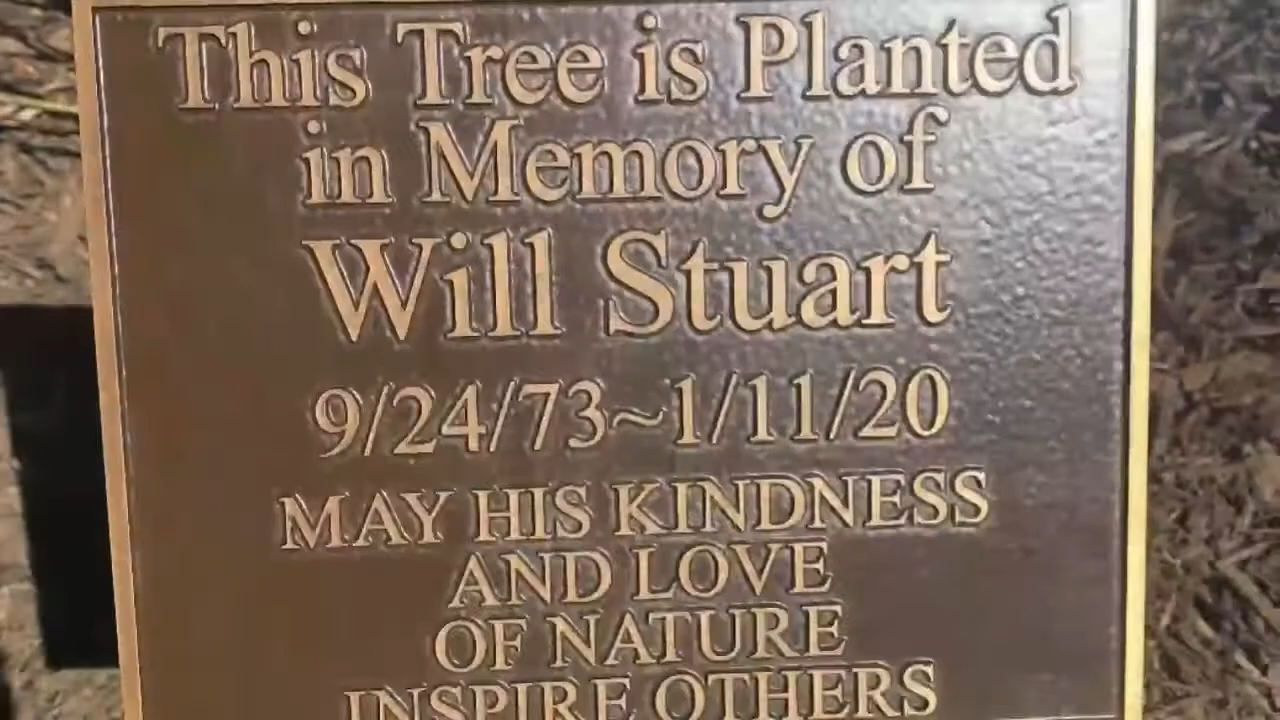 This Tree is Planted
in Memory of
Will Stuart
9/24/73~1/11/20
MAY HIS KINDNESS
AND LOVE
OF NATURE
INSPIRE OTHERS